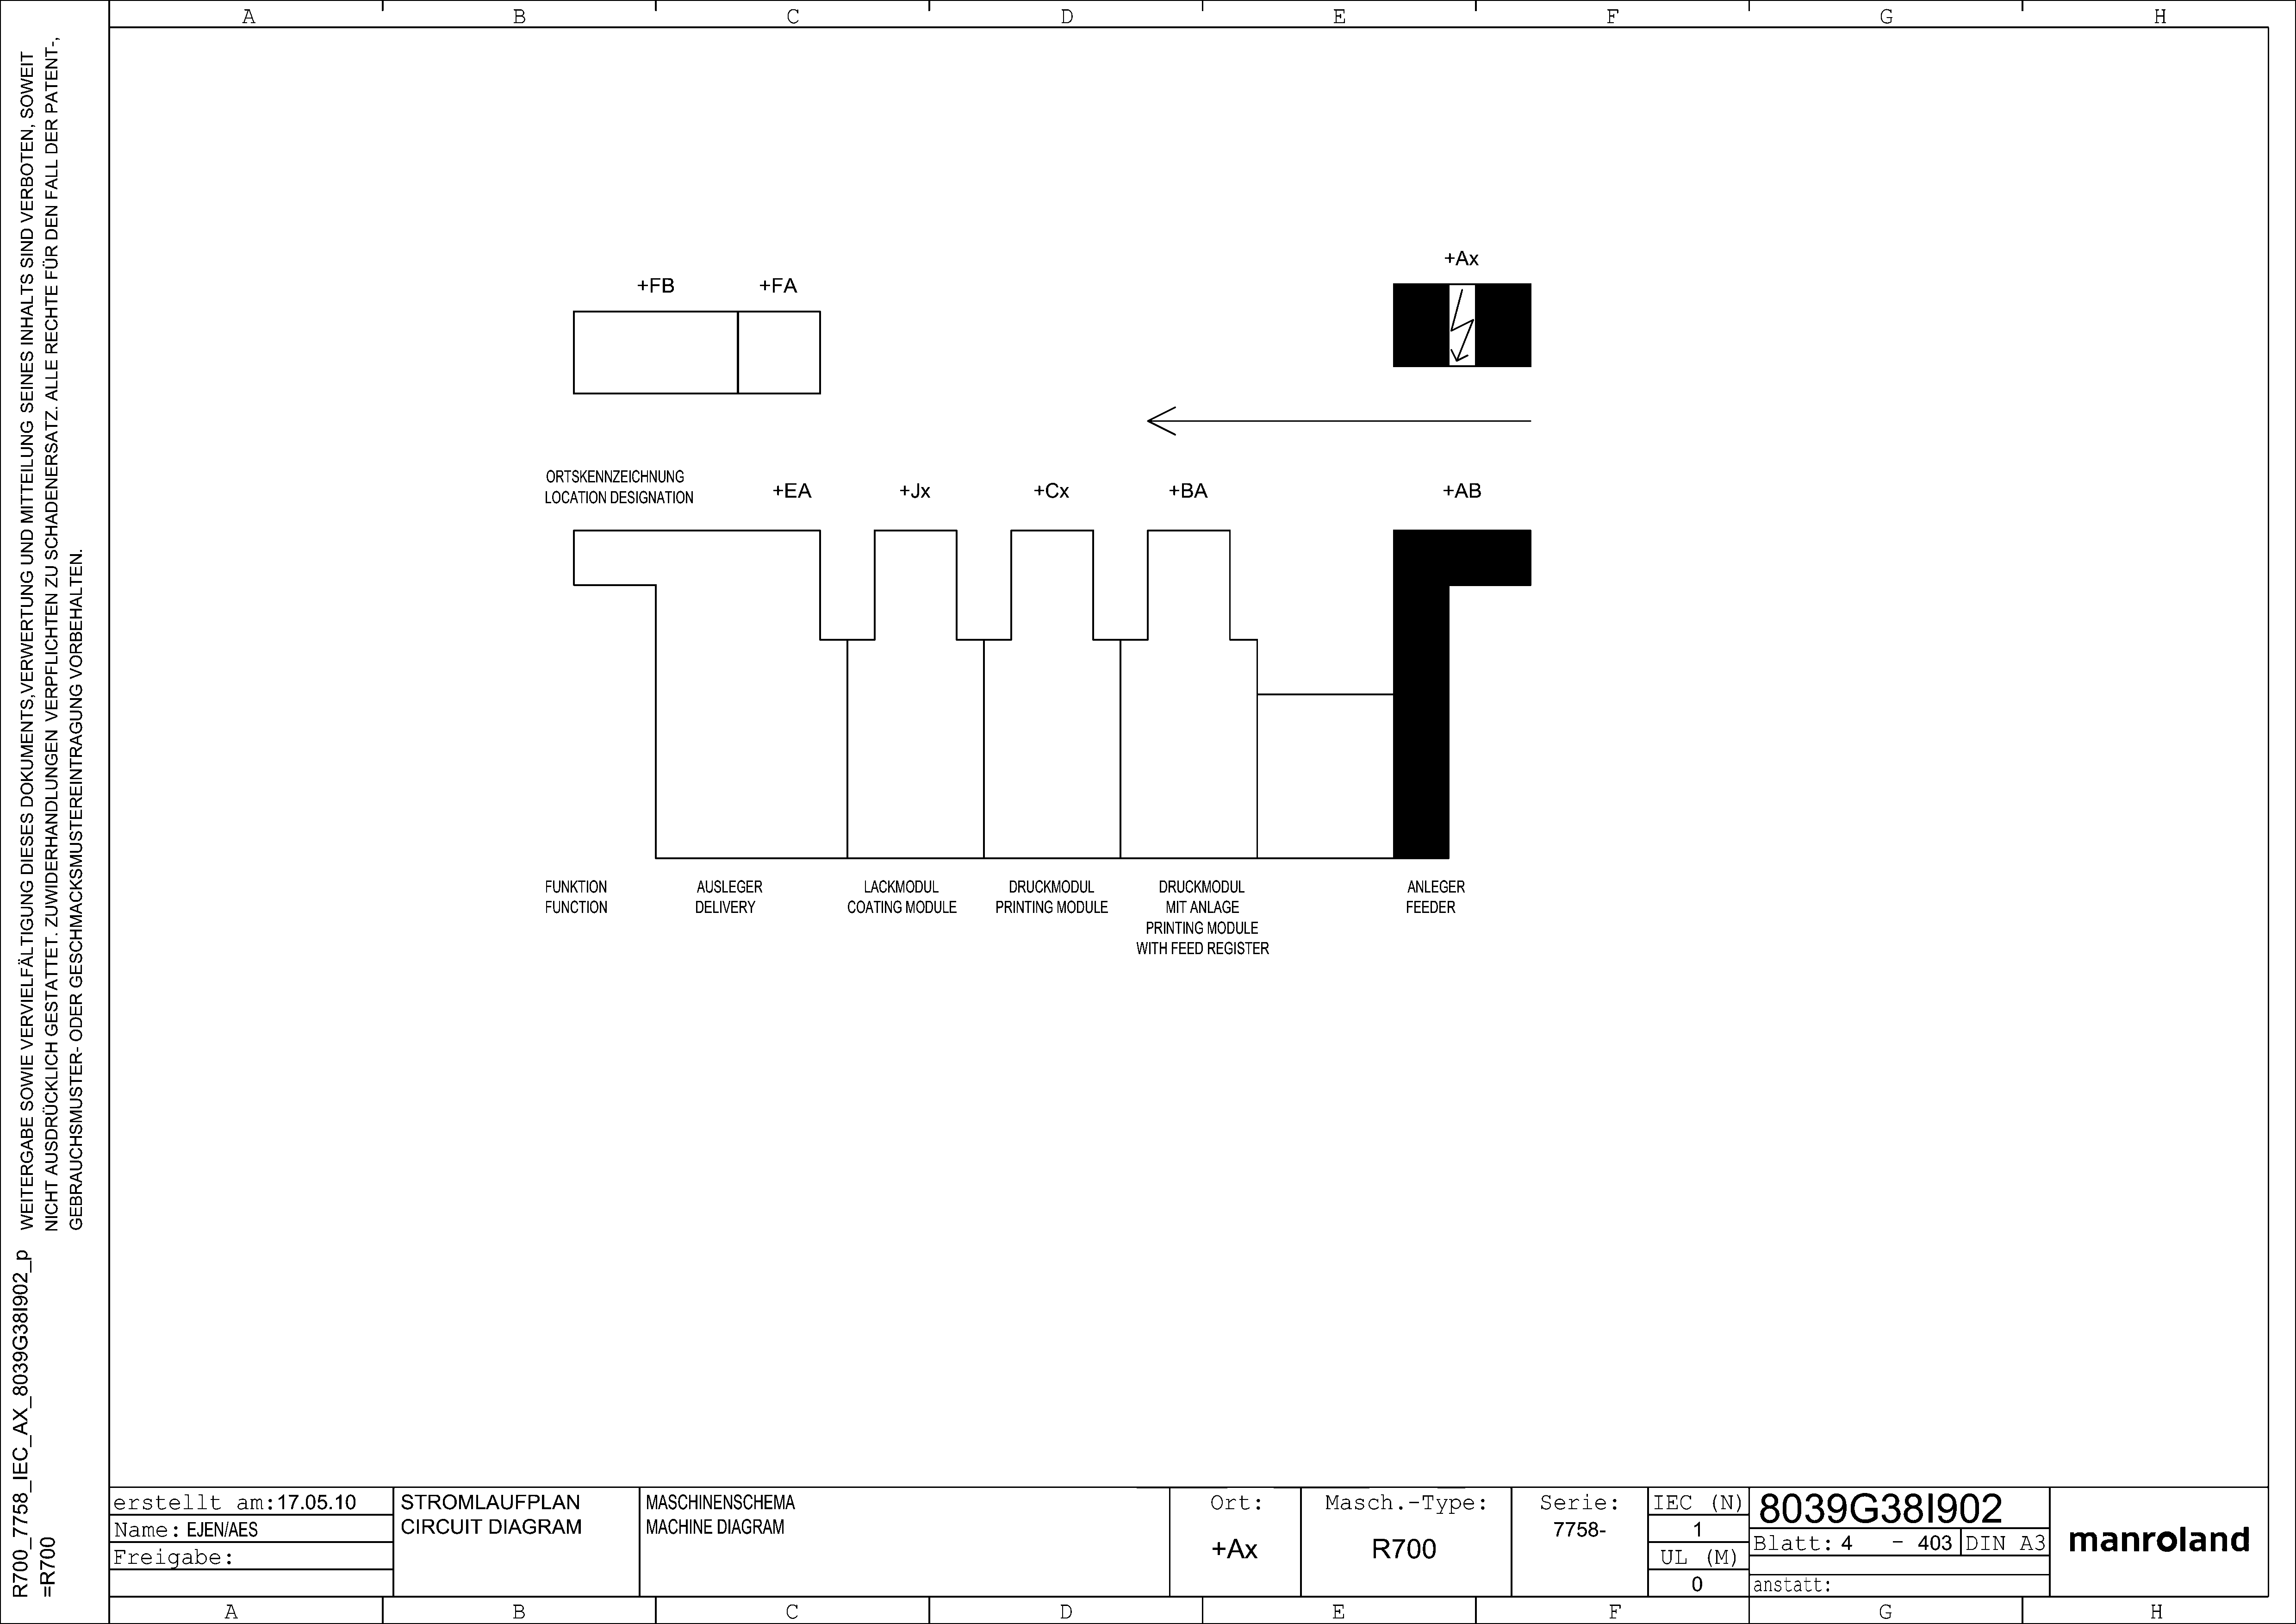 A B C D E F G H
WEITERGABE SOWIE VERVIELFÄLTIGUNG DIESES DOKUMENTS,VERWERTUNG UND MITTEILUNG SEINES INHALTS SIND VERBOTEN, SOWEIT
NICHT AUSDRÜCKLICH GESTATTET. ZUWIDERHANDLUNGEN VERPFLICHTEN ZU SCHADENERSATZ. ALLE RECHTE FÜR DEN FALL DER PATENT-,
GEBRAUCHSMUSTER- ODER GESCHMACKSMUSTEREINTRAGUNG VORBEHALTEN.
R700_7758_IEC_AX_8039G38I902_p
=R700
+Ax
+FB +FA
ORTSKENNZEICHNUNG
LOCATION DESIGNATION
+EA +Jx +Cx +BA +AB
FUNKTION AUSLEGER LACKMODUL DRUCKMODUL DRUCKMODUL ANLEGER
FUNCTION DELIVERY COATING MODULE PRINTING MODULE MIT ANLAGE FEEDER
PRINTING MODULE
WITH FEED REGISTER
erstellt am:17.05.10
Name: EJEN/AES
Freigabe:
STROMLAUFPLAN
CIRCUIT DIAGRAM
MASCHINENSCHEMA
MACHINE DIAGRAM
Ort:
+Ax
Masch.-Type:
R700
Serie:
7758-
IEC (N)
1
UL (M)
0
8039G38I902
Blatt: 4 - 403 DIN A3
anstatt:
manroland
A B C D E F G H